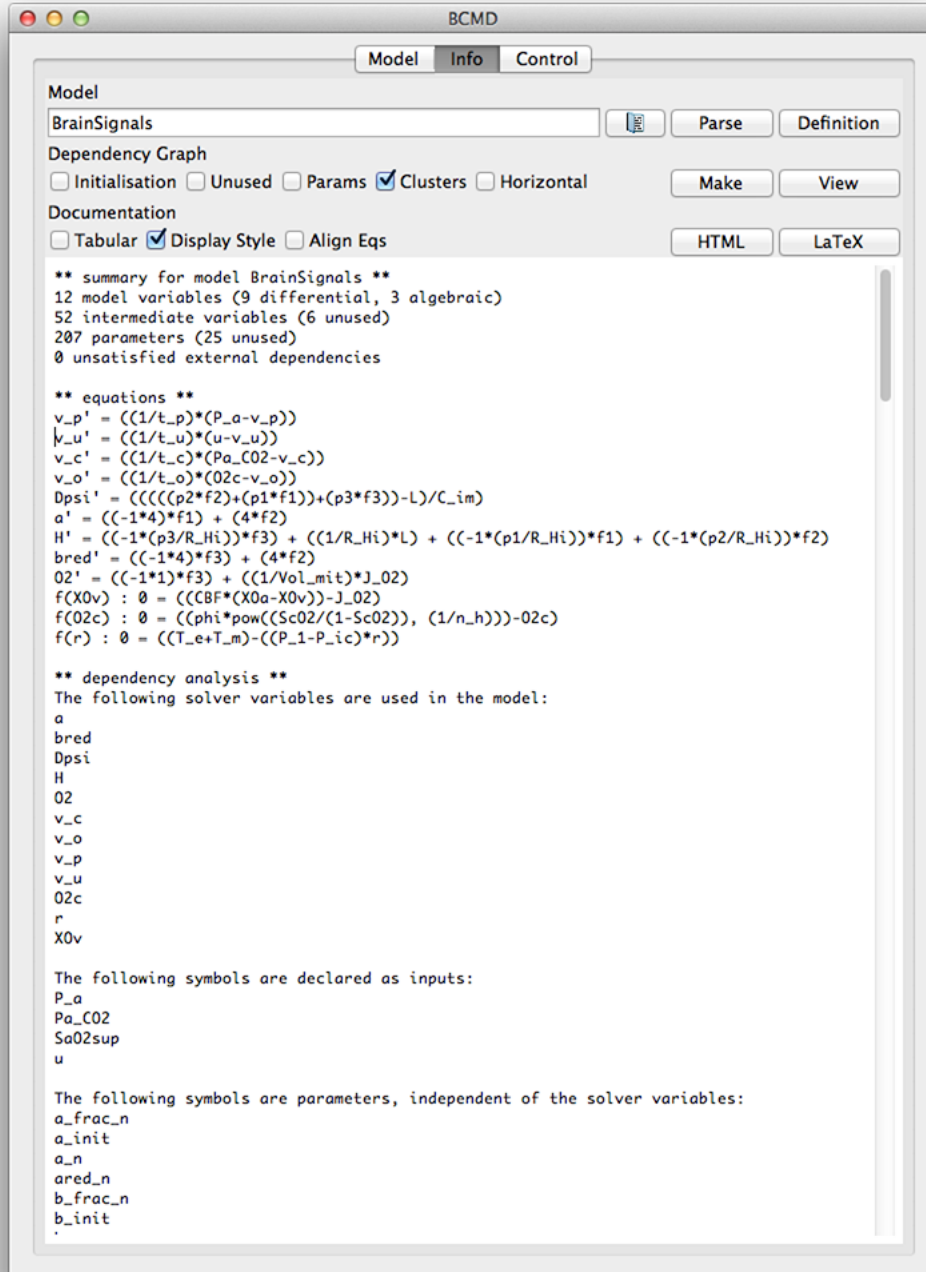 BCMD
Model Info Control
Model
BrainSignals Parse Definition
Dependency Graph
Initialisation Unused Params Clusters Horizontal Make View
Documentation
Tabular Display Style Align Eqs HTML LaTeX
** summary for model BrainSignals **
12 model variables (9 differential, 3 algebraic)
52 intermediate variables (6 unused)
207 parameters (25 unused)
0 unsatisfied external dependencies
** equations **
v_p' = ((1/t_p)*(P_a-v_p))
v_u' = ((1/t_u)*(u-v_u))
v_c' = ((1/t_c)*(Pa_CO2-v_c))
v_o' = ((1/t_o)*(O2c-v_o))
Dpsi' = (((((p2*f2)+(p1*f1))+(p3*f3))-L)/C_im)
a' = ((-1*4)*f1) + (4*f2)
H' = ((-1*(p3/R_Hi))*f3) + ((1/R_Hi)*L) + ((-1*(p1/R_Hi))*f1) + ((-1*(p2/R_Hi))*f2)
bred' = ((-1*4)*f3) + (4*f2)
O2' = ((-1*1)*f3) + ((1/Vol_mit)*J_O2)
f(XOv) : 0 = ((CBF*(XOa-XOv))-J_O2)
f(O2c) : 0 = ((phi*pow((ScO2/(1-ScO2)), (1/n_h)))-O2c)
f(r) : 0 = ((T_e+T_m)-((P_1-P_ic)*r))
** dependency analysis **
The following solver variables are used in the model:
a
bred
Dpsi
H
O2
v_c
v_o
v_p
v_u
O2c
r
XOv
The following symbols are declared as inputs:
P_a
Pa_CO2
SaO2sup
u
The following symbols are parameters, independent of the solver variables:
a_frac_n
a_init
a_n
ared_n
b_frac_n
b_init